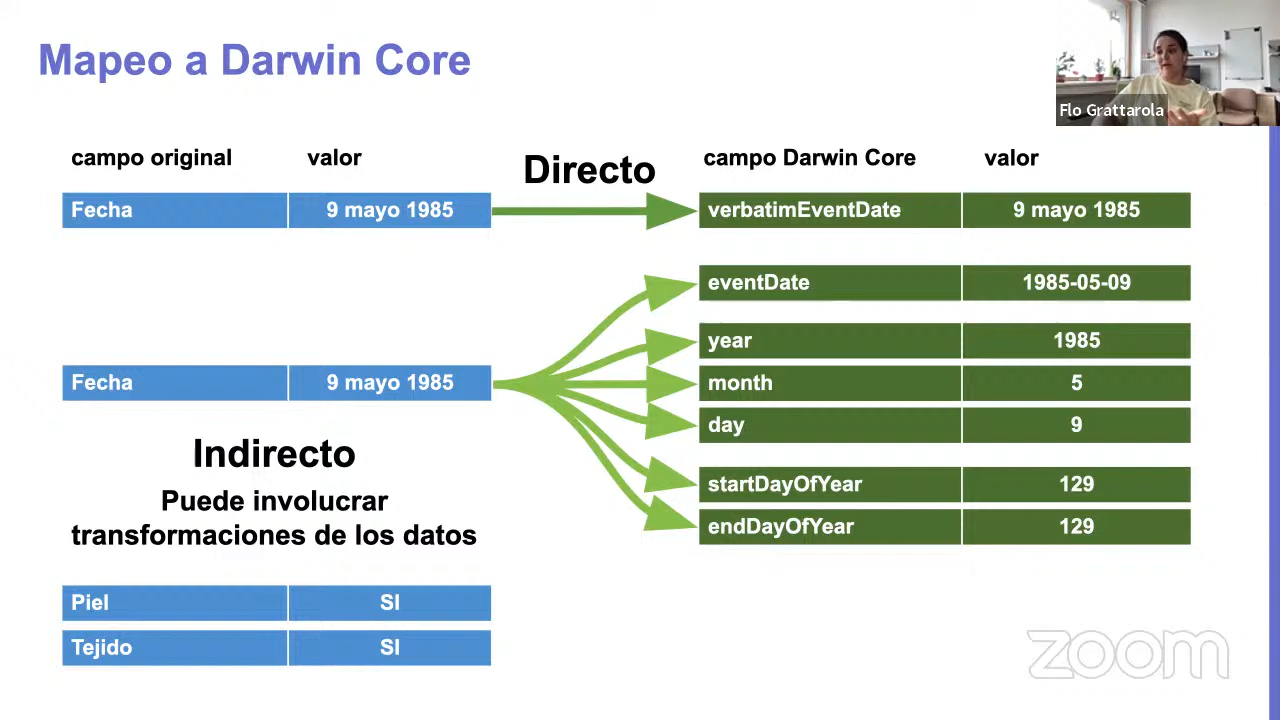 Mapeo a Darwin Core
Flo Grattarola
campo original valor Directo campo Darwin Core valor
Fecha 9 mayo 1985 verbatimEventDate 9 mayo 1985
eventDate 1985-05-09
year 1985
Fecha 9 mayo 1985 month 5
day 9
Indirecto
startDayOfYear 129
Puede involucrar
endDayOfYear 129
transformaciones de los datos
Piel SI
Tejido SI
zoom